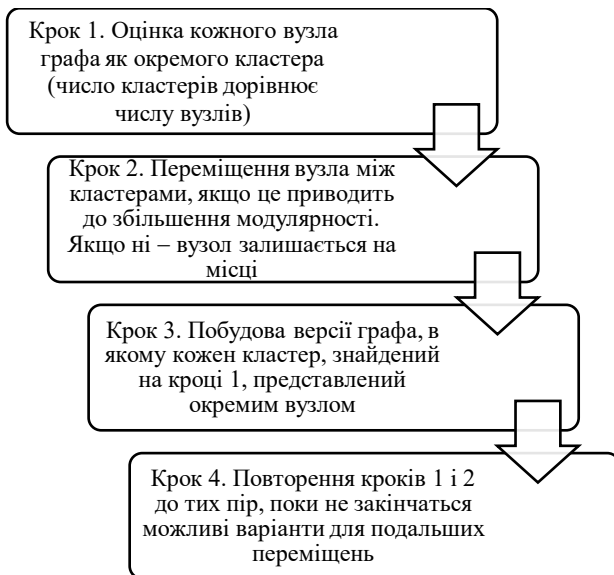 Крок 1. Оцінка кожного вузла
графа як окремого кластера
(число кластерів дорівнює
числу вузлів)
Крок 2. Переміщення вузла між
кластерами, якщо це приводить
до збільшення модулярності.
Якщо ні – вузол залишається на
місці
Крок 3. Побудова версії графа, в
якому кожен кластер, знайдений
на кроці 1, представлений
окремим вузлом
Крок 4. Повторення кроків 1 і 2
до тих пір, поки не закінчаться
можливі варіанти для подальших
переміщень